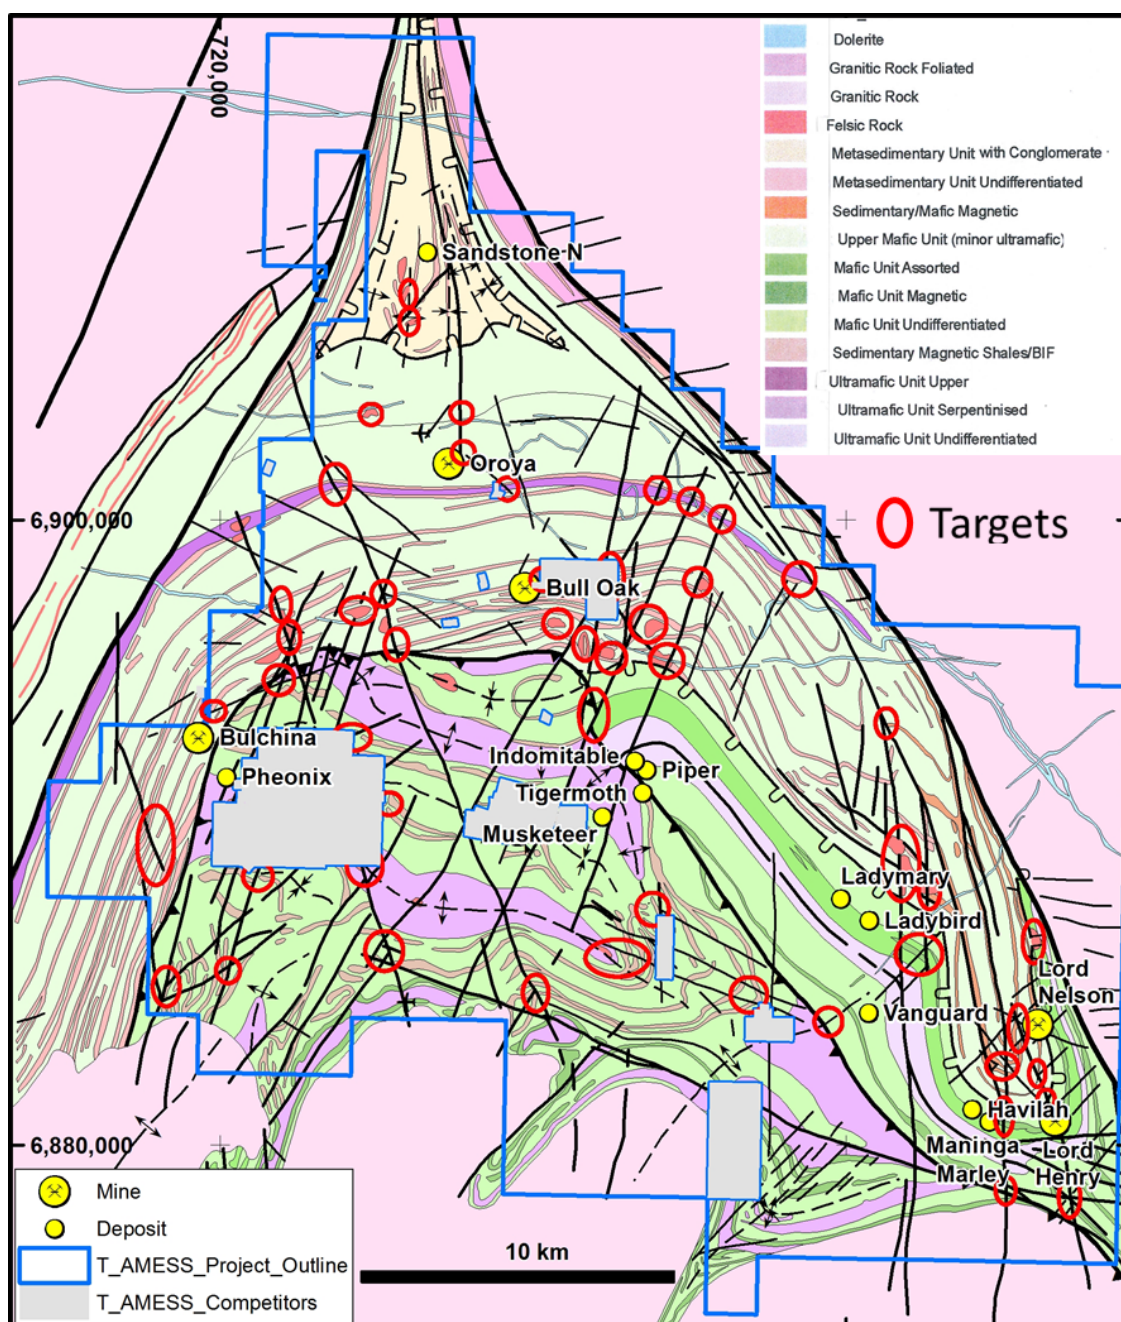 720,000
Dolerite
Granitic Rock Foliated
Granitic Rock
Felsic Rock
Metasedimentary Unit with Conglomerate
Metasedimentary Unit Undifferentiated
Sedimentary/Mafic Magnetic
Upper Mafic Unit (minor ultramafic)
Mafic Unit Assorted
Mafic Unit Magnetic
Mafic Unit Undifferentiated
Sedimentary Magnetic Shales/BIF
Ultramafic Unit Upper
Ultramafic Unit Serpentinised
Ultramafic Unit Undifferentiated
Sandstone N
Oroya
6,900,000
Targets
Bull Oak
Bulchina
Pheonix
Indomitable
Piper
Tigermoth
Musketeer
Ladymary
Ladybird
Lord
Nelson
Vanguard
Havilah
Maninga
Marley
Lord
Henry
6,880,000
Mine
Deposit
T_AMESS_Project_Outline
T_AMESS_Competitors
10 km